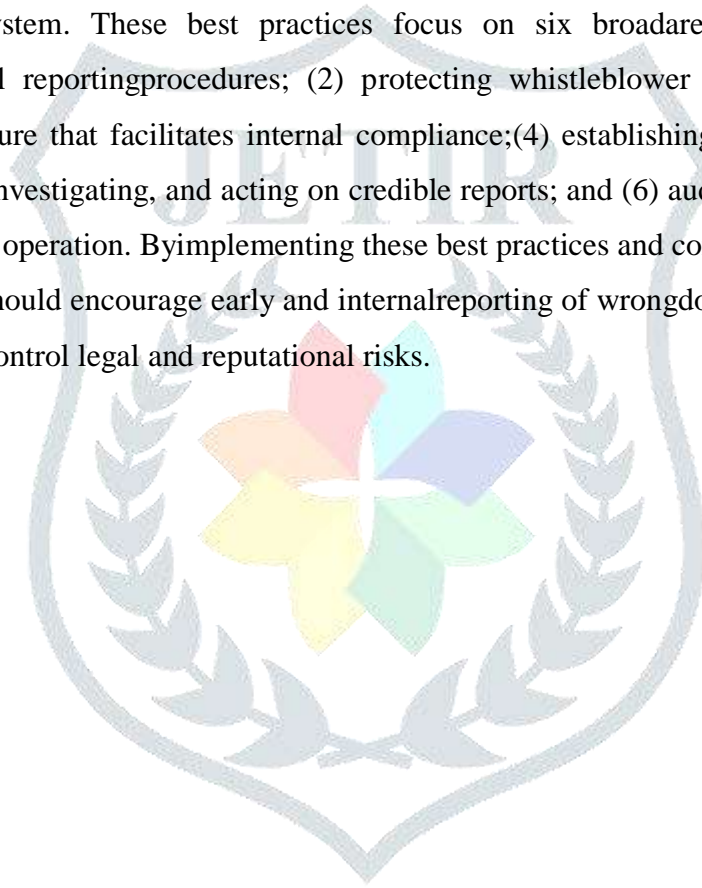 ystem. These best practices focus on six broadare
l reportingprocedures; (2) protecting whistleblower
ure that facilitates internal compliance;(4) establishing
JETIR
nvestigating, and acting on credible reports; and (6) au
operation. Byimplementing these best practices and co
hould encourage early and internalreporting of wrongdo
ontrol legal and reputational risks.